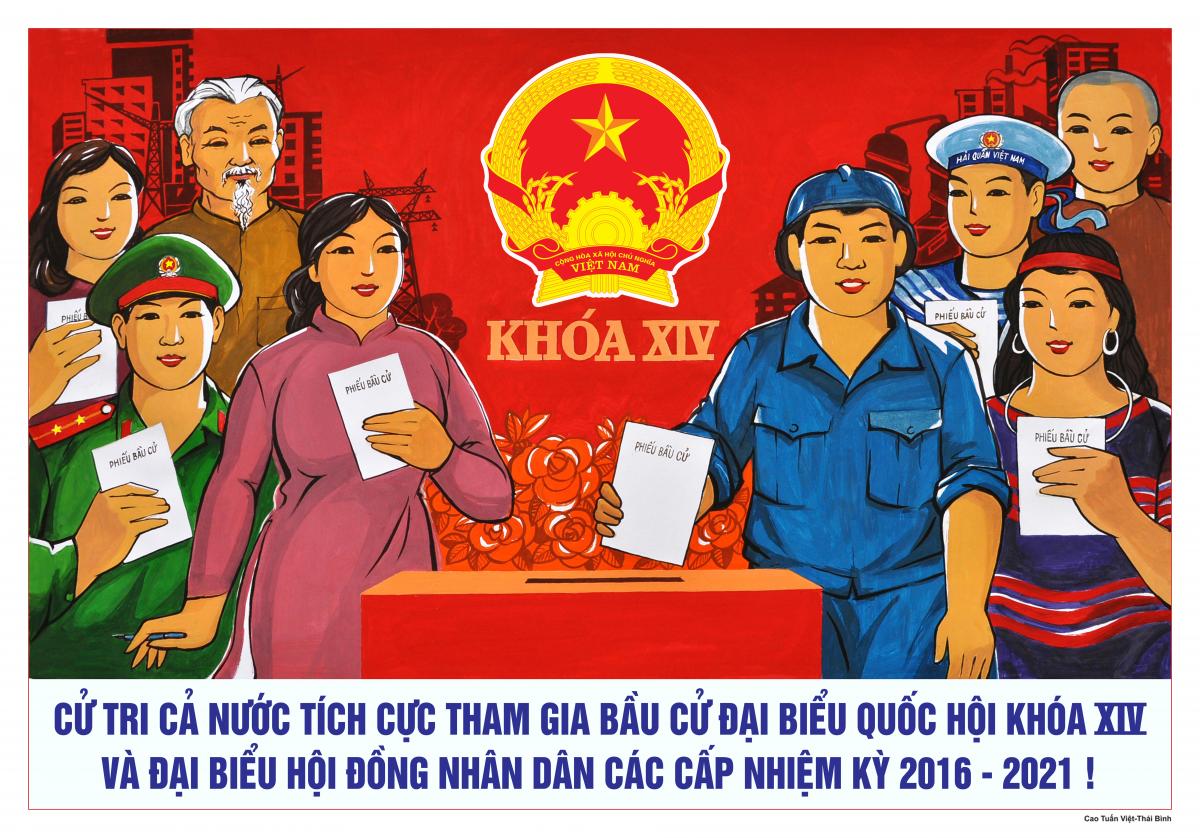 CỘNG HÒA XÃ HỘI CHỦ NGHĨA
VIỆT NAM
KHÓA XIV
HẢI QUÂN VIỆT NAM
PHIẾU B
PHIẾU BẦU CỬ
PHIẾU BẦU CỬ
PHIẾU BẦU CỬ
PHIẾU BẦU CỬ
PHIẾU BẦU CỬ
CỬ TRI CẢ NƯỚC TÍCH CỰC THAM GIA BẦU CỬ ĐẠI BIỂU QUỐC HỘI KHÓA XIV
VÀ ĐẠI BIỂU HỘI ĐỒNG NHÂN DÂN CÁC CẤP NHIỆM KỲ 2016 - 2021 !
Cao Tuấn Việt-Thái Bình